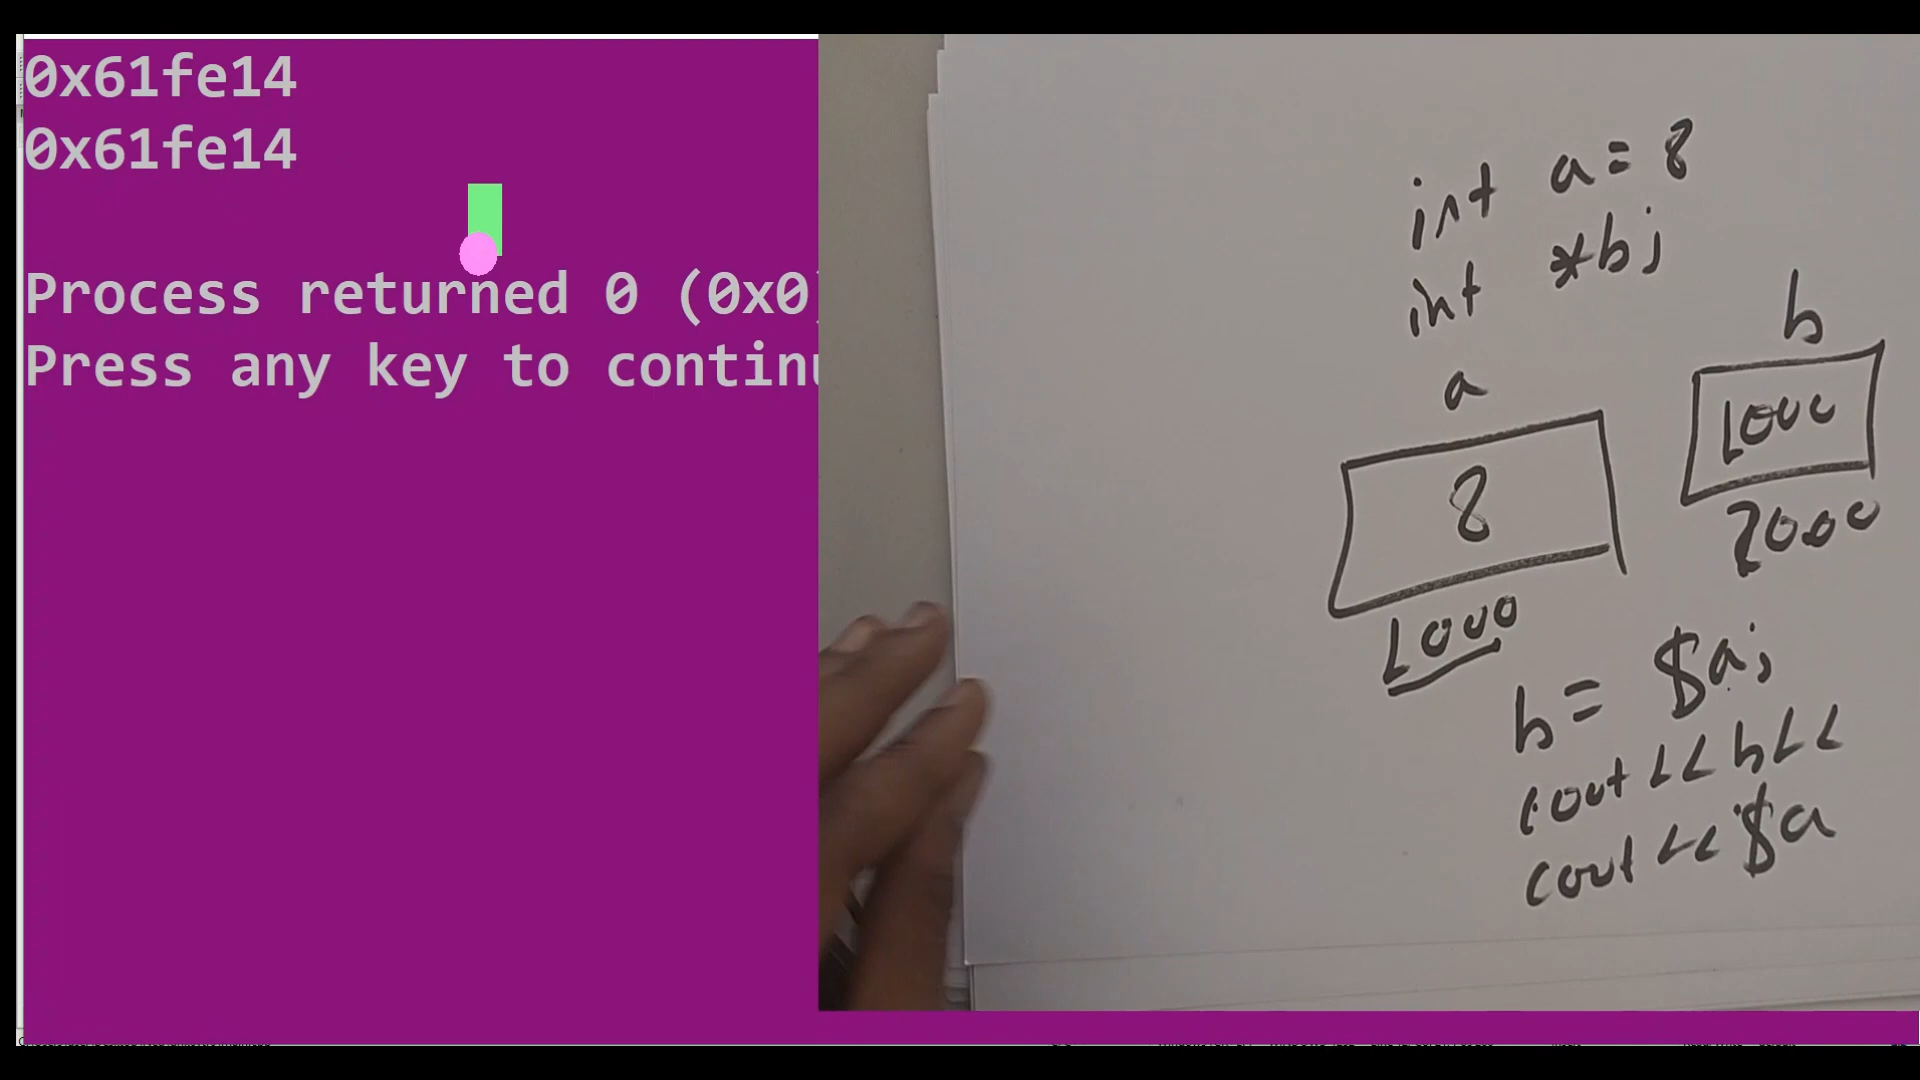 0x61fe14
0x61fe14
Process returned 0 (0x0)
Press any key to continu
int a = 8
int *b;
a
b
8
1000
1000
2000
b = $a;
cout << b <<
cout << $a